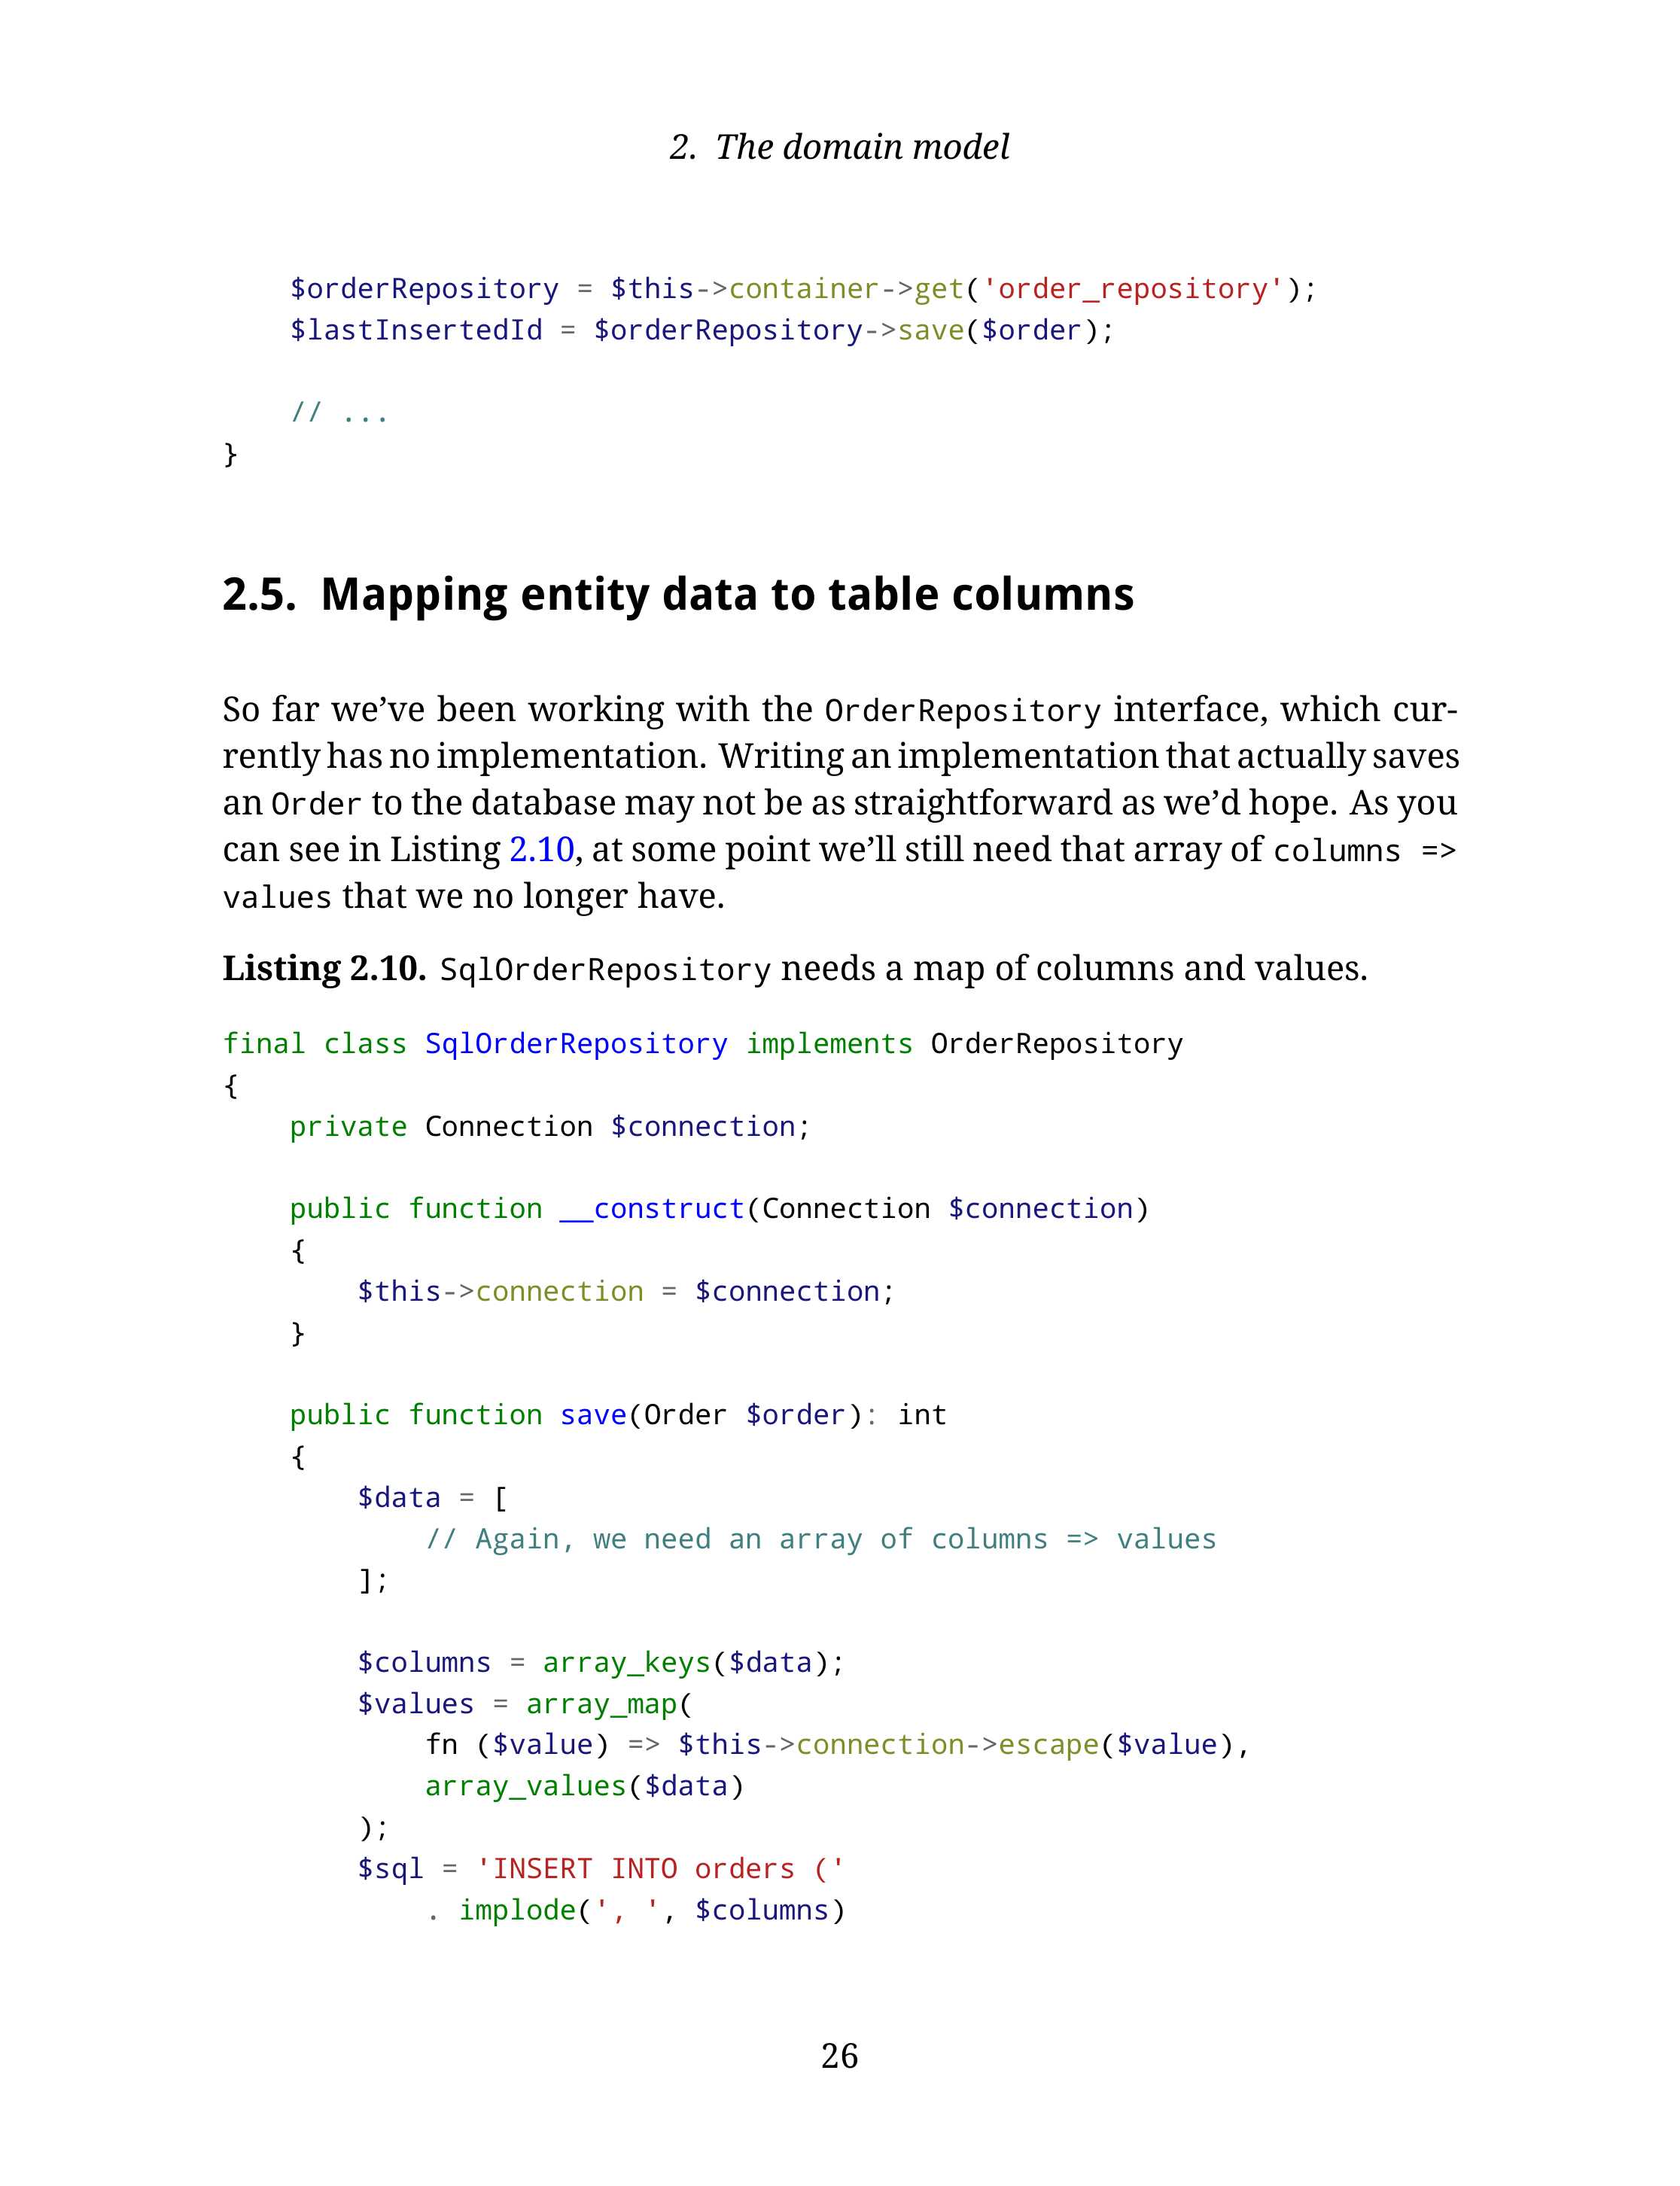 2. The domain model
    $orderRepository = $this->container->get('order_repository');
    $lastInsertedId = $orderRepository->save($order);
    // ...
}
2.5. Mapping entity data to table columns
So far we’ve been working with the OrderRepository interface, which cur-
rently has no implementation. Writing an implementation that actually saves
an Order to the database may not be as straightforward as we’d hope. As you
can see in Listing 2.10, at some point we’ll still need that array of columns =>
values that we no longer have.
Listing 2.10. SqlOrderRepository needs a map of columns and values.
final class SqlOrderRepository implements OrderRepository
{
    private Connection $connection;
    public function __construct(Connection $connection)
    {
        $this->connection = $connection;
    }
    public function save(Order $order): int
    {
        $data = [
            // Again, we need an array of columns => values
        ];
        $columns = array_keys($data);
        $values = array_map(
            fn ($value) => $this->connection->escape($value),
            array_values($data)
        );
        $sql = 'INSERT INTO orders ('
            . implode(', ', $columns)
26